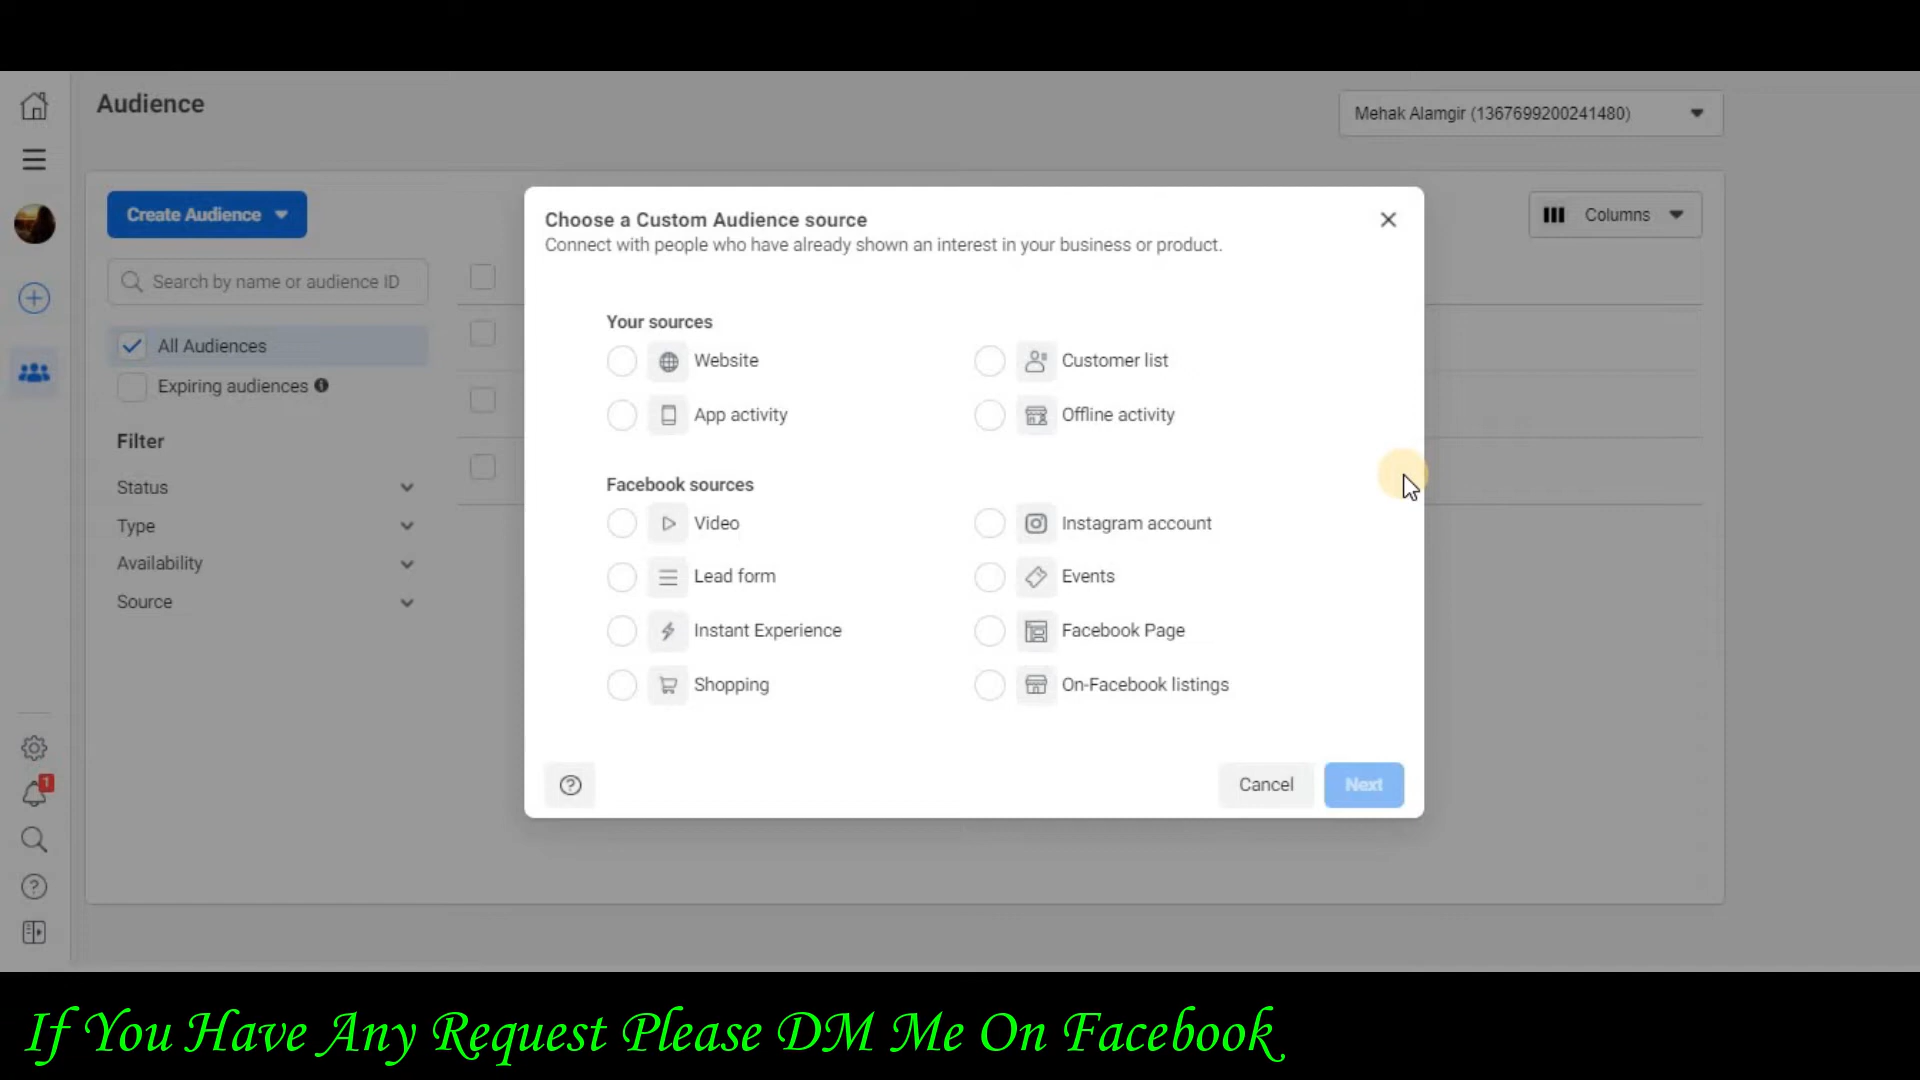 Audience
Mehak Alamgir (1367699200241480)
Create Audience
Columns
Search by name or audience ID
All Audiences
Expiring audiences
Filter
Status
Type
Availability
Source
1
Choose a Custom Audience source
Connect with people who have already shown an interest in your business or product.
Your sources
Website
Customer list
App activity
Offline activity
Facebook sources
Video
Instagram account
Lead form
Events
Instant Experience
Facebook Page
Shopping
On-Facebook listings
Cancel
Next
If You Have Any Request Please DM Me On Facebook